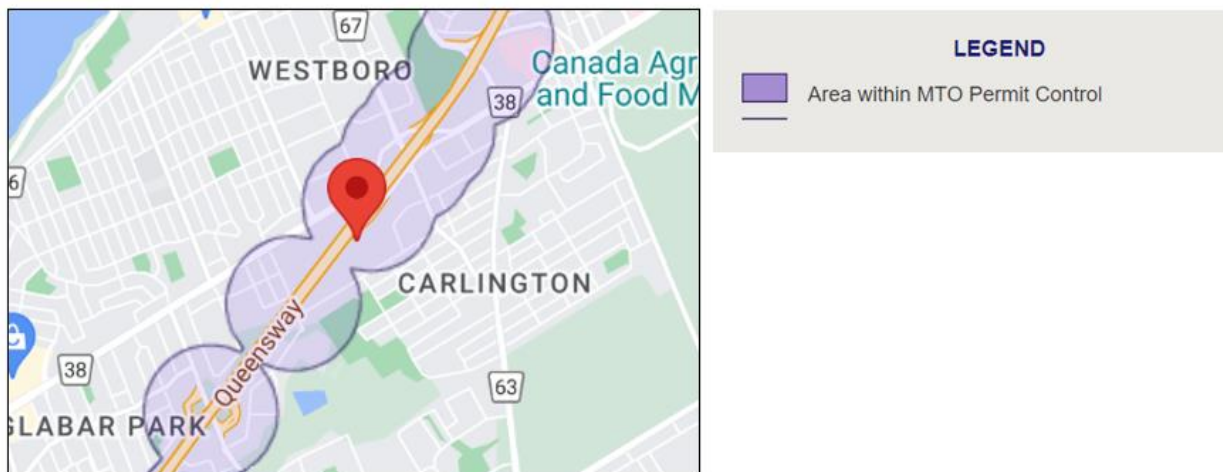 67
WESTBORO
Canada Agr
and Food M
38
6
CARLINGTON
Queensway
38
63
GLABAR PARK
LEGEND
Area within MTO Permit Control